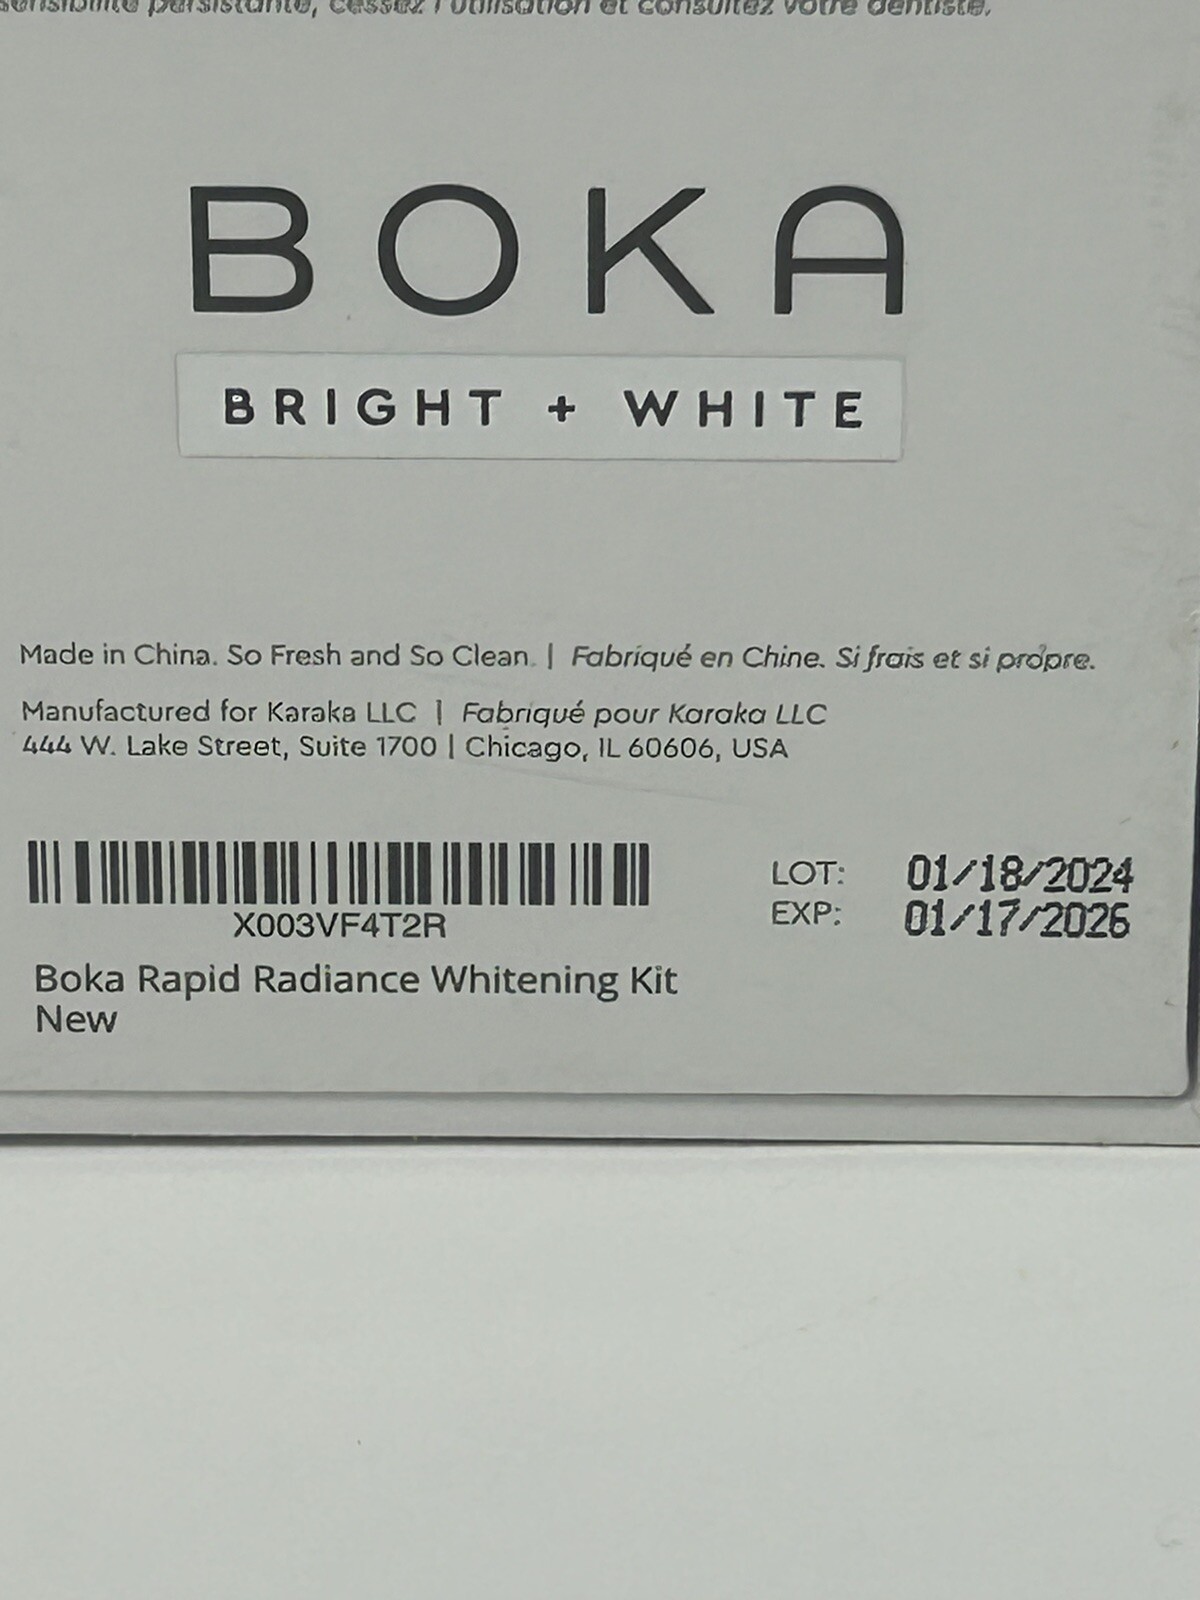 sensibilité persistante, cessez l'utilisation et consultez votre dentiste.
BOKA
BRIGHT + WHITE
Made in China. So Fresh and So Clean. | Fabriqué en Chine. Si frais et si propre.
Manufactured for Karaka LLC | Fabriqué pour Karaka LLC
444 W. Lake Street, Suite 1700 | Chicago, IL 60606, USA
LOT: 01/18/2024
EXP: 01/17/2026
X003VF4T2R
Boka Rapid Radiance Whitening Kit
New